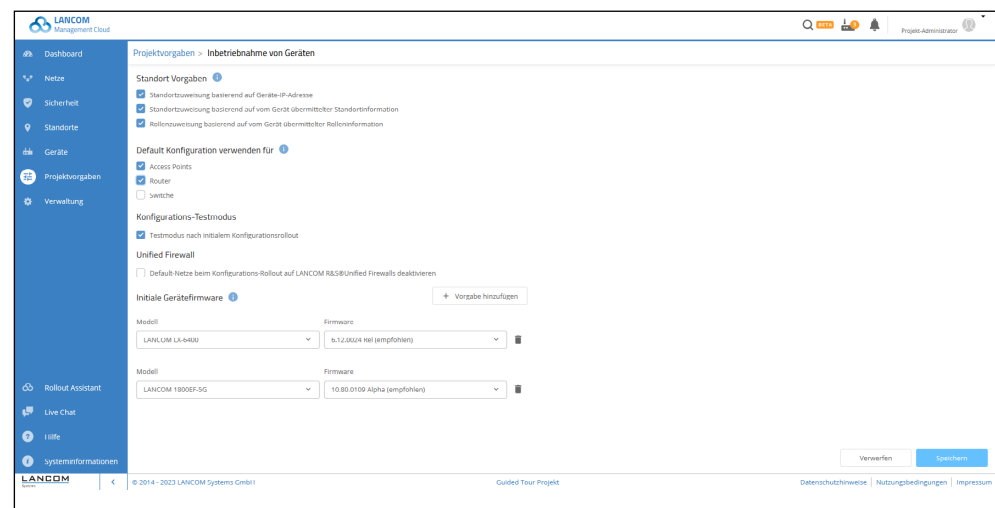 LANCOM
Management Cloud
BETA
Projekt-Administrator
Dashboard
Netze
Sicherheit
Standorte
Geräte
Projektvorgaben
Verwaltung
Rollout Assistant
Live Chat
Hilfe
Systeminformationen
Projektvorgaben > Inbetriebnahme von Geräten
Standort Vorgaben
Standortzuweisung basierend auf Geräte-IP-Adresse
Standortzuweisung basierend auf vom Gerät übermittelter Standortinformation
Rollenzuweisung basierend auf vom Gerät übermittelter Rolleninformation
Default Konfiguration verwenden für
Access Points
Router
Switche
Konfigurations-Testmodus
Testmodus nach initialem Konfigurationsrollout
Unified Firewall
Default-Netze beim Konfigurations-Rollout auf LANCOM R&S®Unified Firewalls deaktivieren
Initiale Gerätefirmware
+ Vorgabe hinzufügen
Modell Firmware
LANCOM LX-6400 6.12.0024 Rel (empfohlen)
Modell Firmware
LANCOM 1800EF-5G 10.80.0109 Alpha (empfohlen)
Verwerfen Speichern
LANCOM
Systems
© 2014 - 2023 LANCOM Systems GmbH Guided Tour Projekt Datenschutzhinweise | Nutzungsbedingungen | Impressum